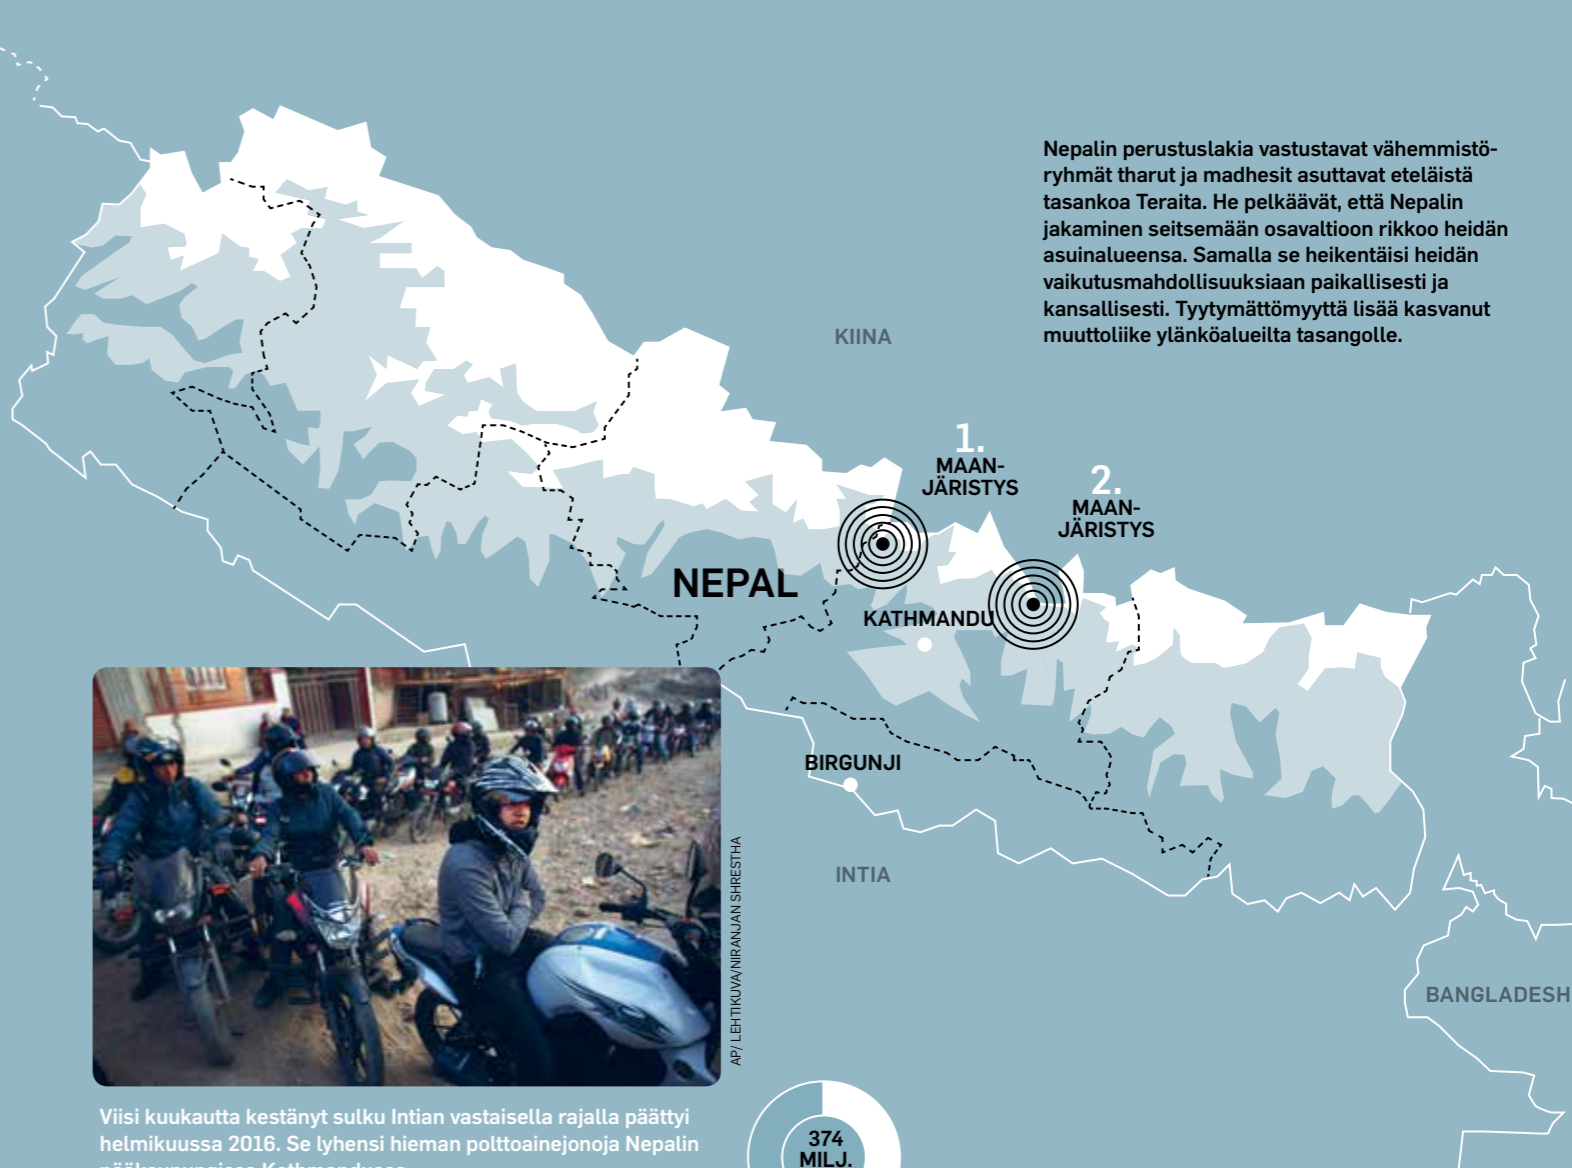 Nepalin perustuslakia vastustavat vähemmistö-
ryhmät tharut ja madhesit asuttavat eteläistä
tasankoa Teraita. He pelkäävät, että Nepalin
jakaminen seitsemään osavaltioon rikkoo heidän
asuinalueensa. Samalla se heikentäisi heidän
vaikutusmahdollisuuksiaan paikallisesti ja
kansallisesti. Tyytymättömyyttä lisää kasvanut
muuttoliike ylänköalueilta tasangolle.
KIINA
1.
MAAN-
JÄRISTYS
2.
MAAN-
JÄRISTYS
NEPAL
KATHMANDU
BIRGUNJI
INTIA
BANGLADESH
AP/ LEHTIKUVA/NIRANJAN SHRESTHA
Viisi kuukautta kestänyt sulku Intian vastaisella rajalla päättyi
helmikuussa 2016. Se lyhensi hieman polttoainejonoja Nepalin
pääkaupungissa Kathmandussa.
374
MILJ.